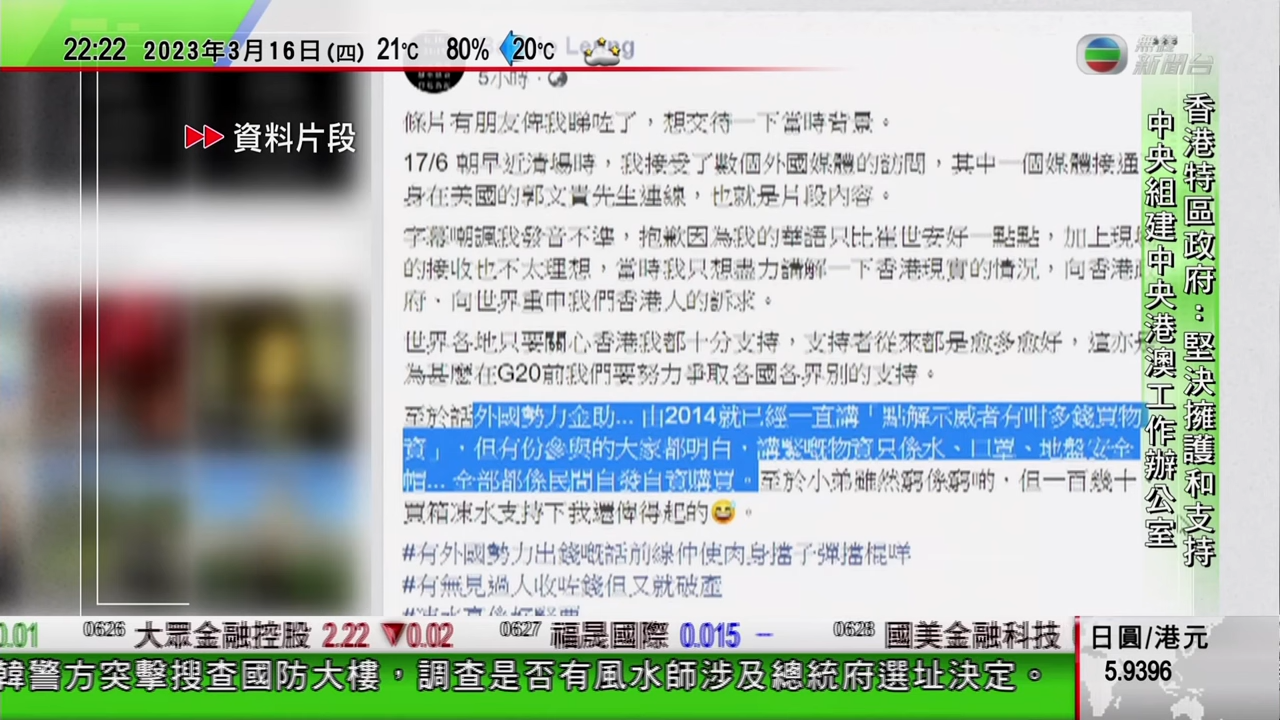 22:22 2023年3月16日(四) 21℃ 80% 20℃
無綫新聞台
資料片段
5小時
條片有朋友俾我睇咗了，想交待一下當時背景。
17/6 朝早近清場時，我接受了數個外國媒體的訪問，其中一個媒體接通
身在美國的郭文貴先生連線，也就是片段內容。
字幕嘲諷我發音不準，抱歉因為我的華語只比崔世安好一點點，加上現
的接收也不太理想，當時我只想盡力講解一下香港現實的情況，向香港
府、向世界重申我們香港人的訴求。
世界各地只要關心香港我都十分支持，支持者從來都是愈多愈好，這亦
為甚麼在G20前我們要努力爭取各國各界別的支持。
至於話外國勢力金助... 由2014就已經一直講「點解示威者有咁多錢買物
資」，但有份參與的大家都明白，講緊嘅物資只係水、口罩、地盤安全
帽... 全部都係民間自發自資購買。至於小弟雖然窮係窮啲，但一百幾十
買箱凍水支持下我還俾得起的😅。
#有外國勢力出錢嘅話前線仲使肉身擋子彈擋棍咩
#有無見過人收咗錢但又就破產
香港特區政府：堅決擁護和支持
中央組建中央港澳工作辦公室
0.01 0626 大眾金融控股 2.22 ▼0.02 0627 福晟國際 0.015 – 0628 國美金融科技
日圓/港元
5.9396
韓警方突擊搜查國防大樓，調查是否有風水師涉及總統府選址決定。